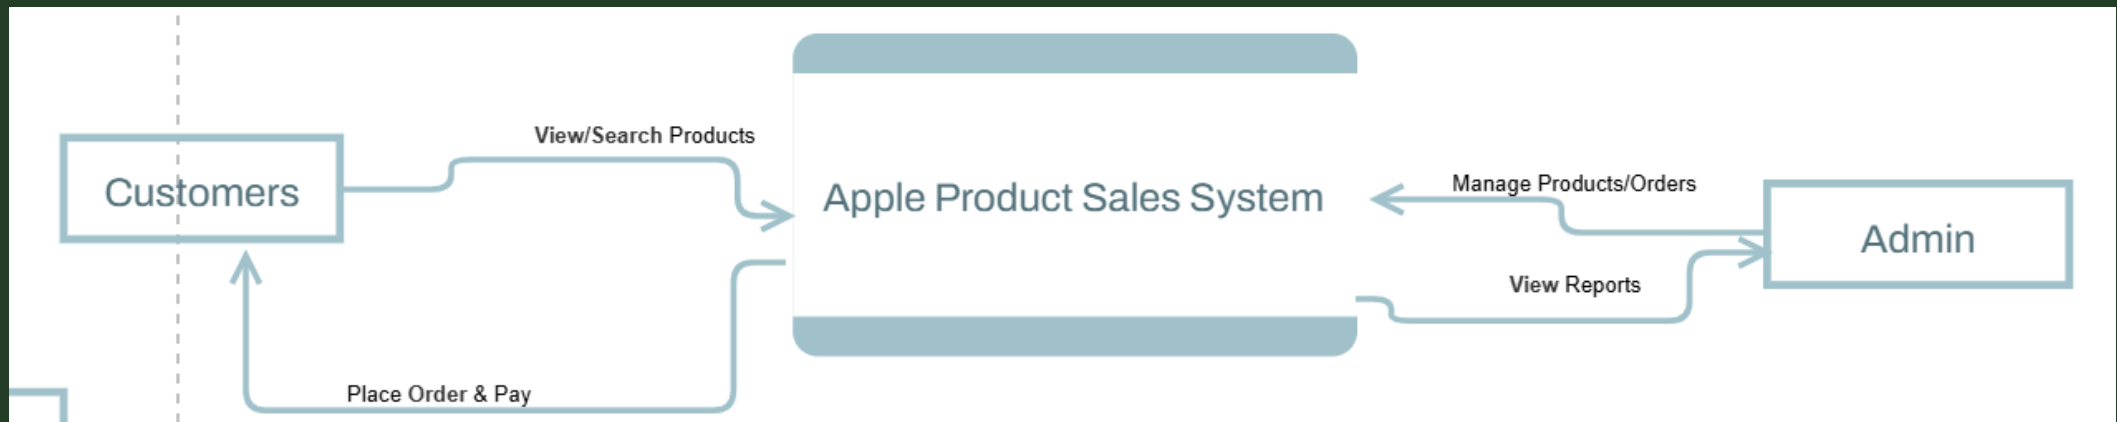 View/Search Products
Customers
Apple Product Sales System
Manage Products/Orders
Admin
View Reports
Place Order & Pay